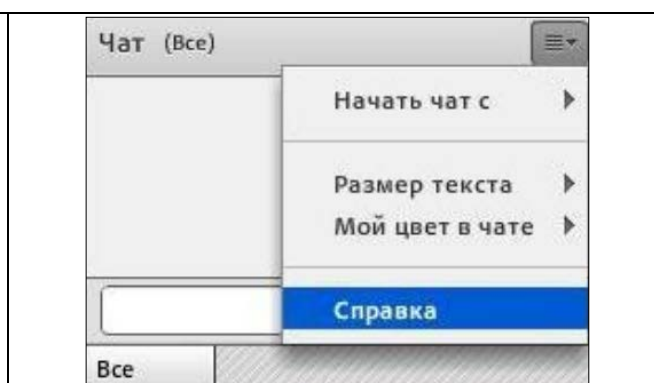 Чат (Все)
Начать чат с
Размер текста
Мой цвет в чате
Справка
Все